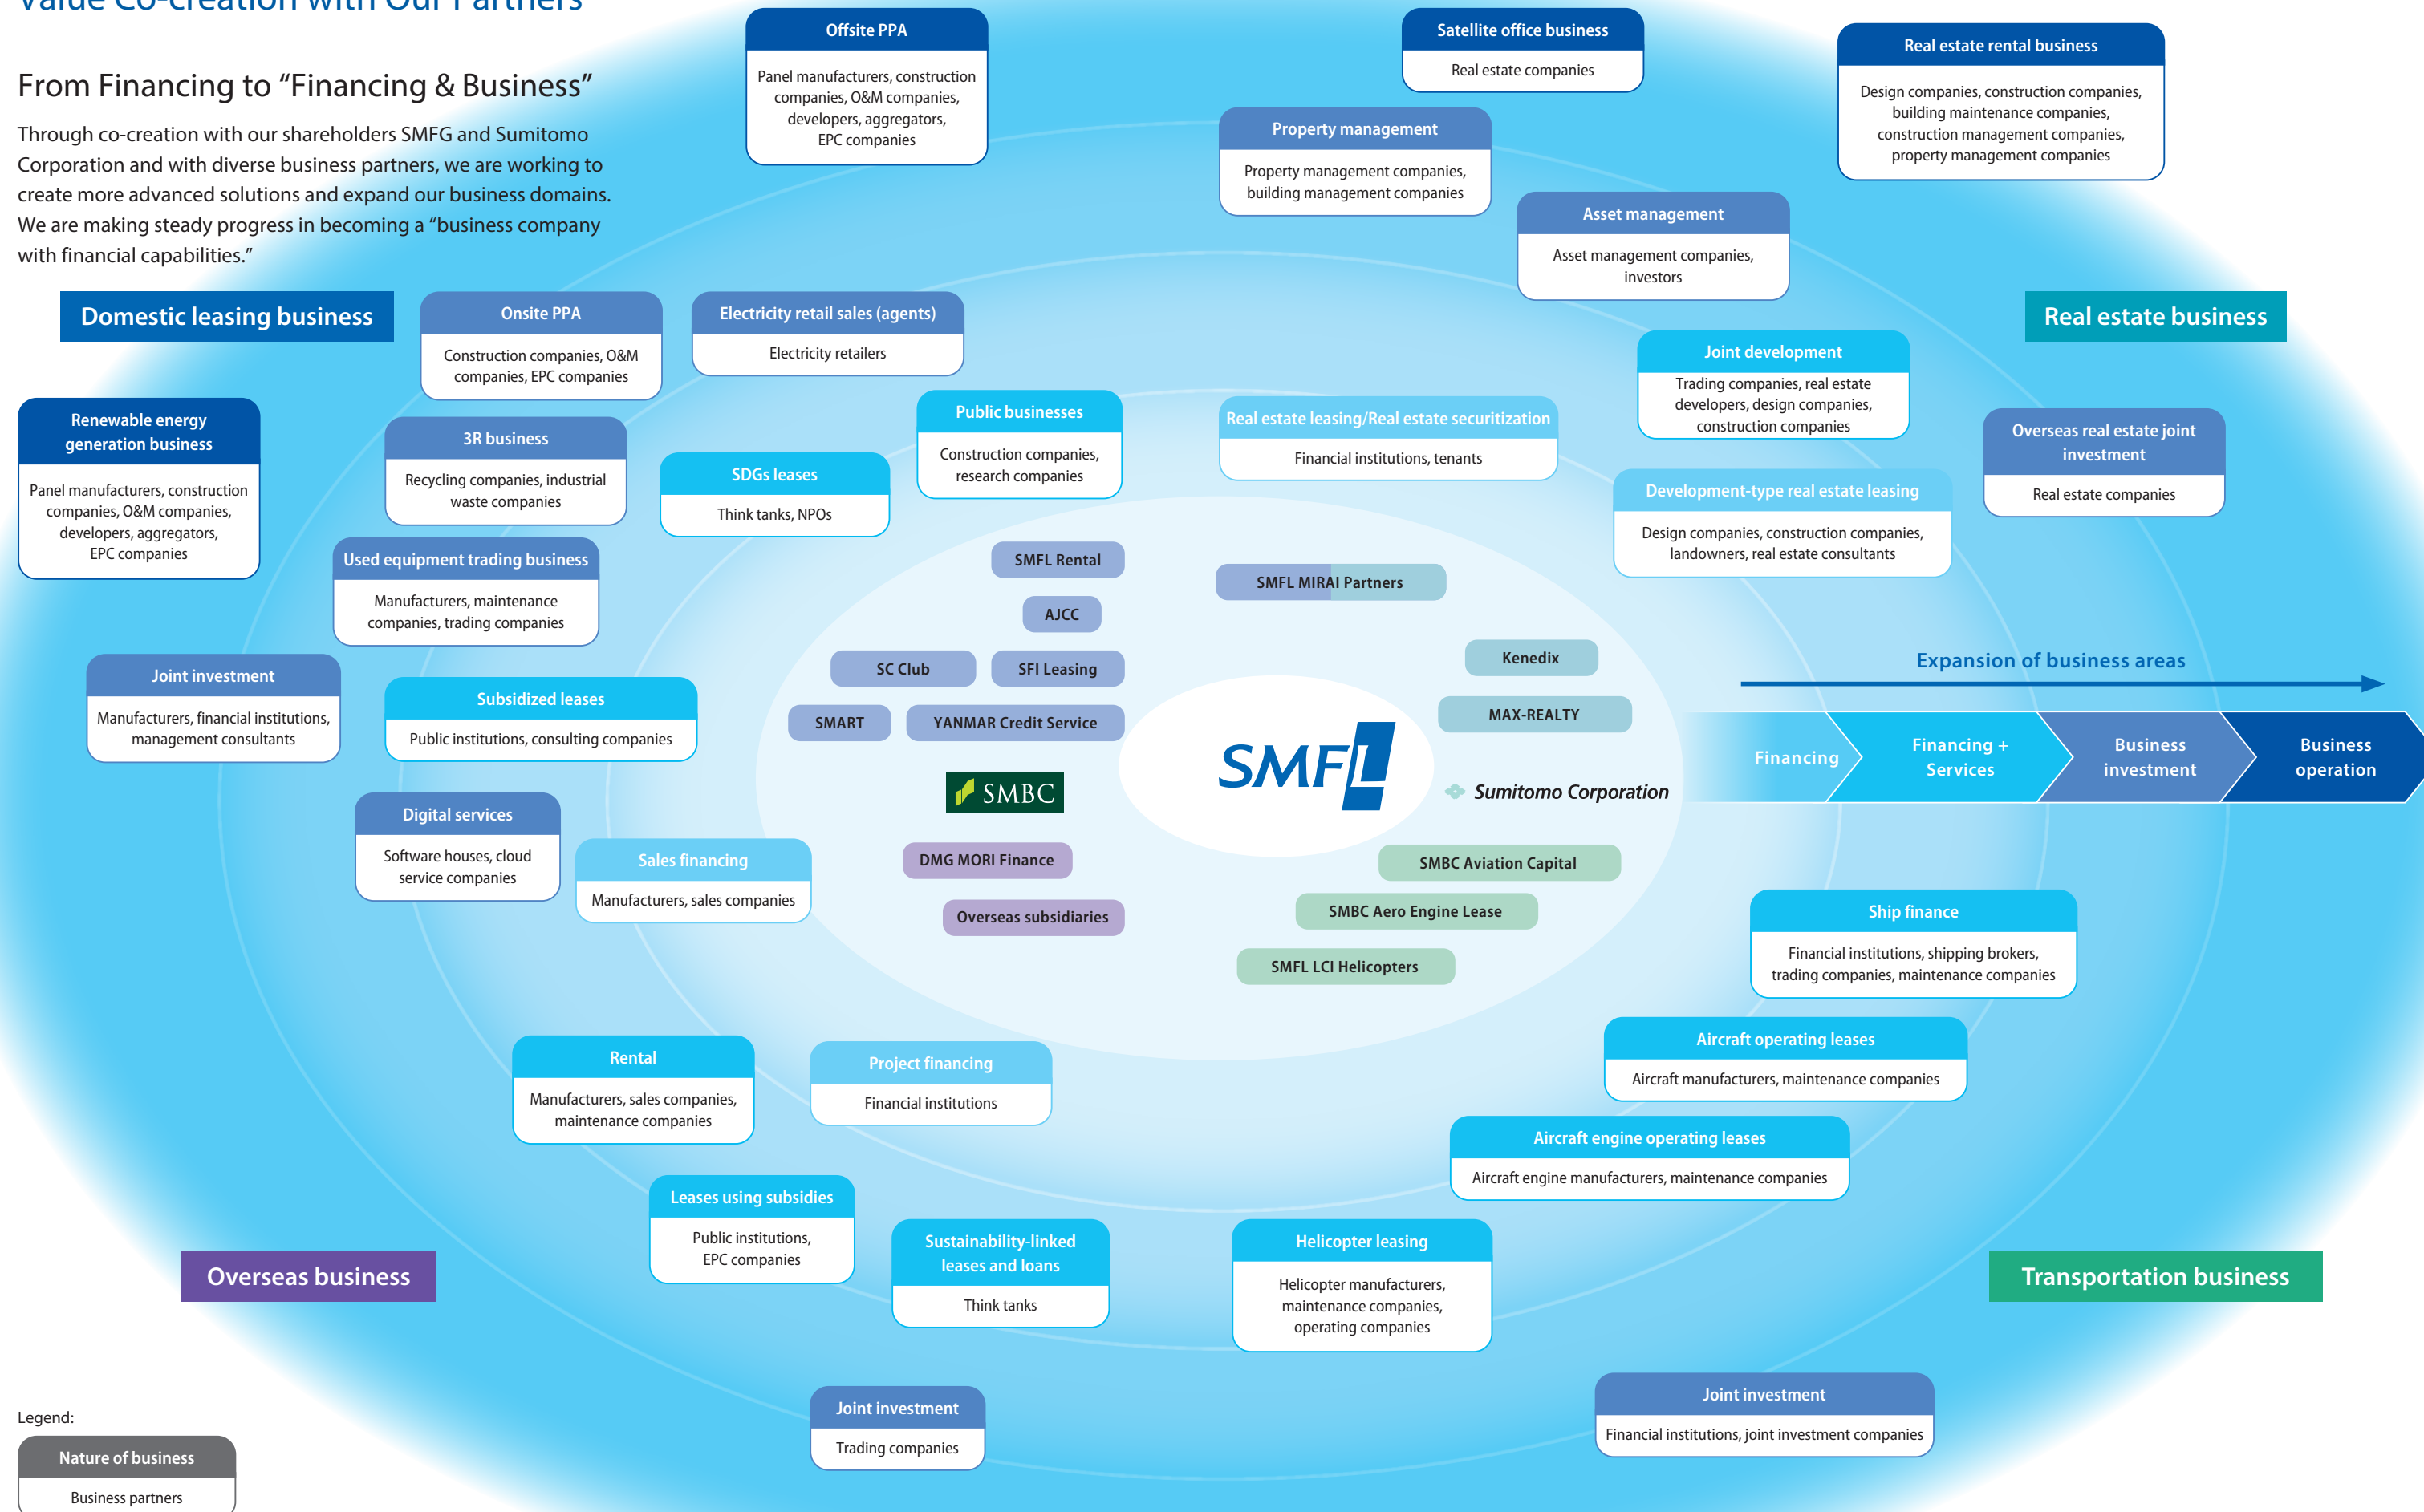 Value Co-creation with Our Partners
From Financing to “Financing & Business”
Through co-creation with our shareholders SMFG and Sumitomo
Corporation and with diverse business partners, we are working to
create more advanced solutions and expand our business domains.
We are making steady progress in becoming a “business company
with financial capabilities.”
Offsite PPA
Panel manufacturers, construction
companies, O&M companies,
developers, aggregators,
EPC companies
Satellite office business
Real estate companies
Real estate rental business
Design companies, construction companies,
building maintenance companies,
construction management companies,
property management companies
Property management
Property management companies,
building management companies
Asset management
Asset management companies,
investors
Domestic leasing business
Onsite PPA
Construction companies, O&M
companies, EPC companies
Electricity retail sales (agents)
Electricity retailers
Real estate business
Joint development
Trading companies, real estate
developers, design companies,
construction companies
Renewable energy
generation business
Panel manufacturers, construction
companies, O&M companies,
developers, aggregators,
EPC companies
3R business
Recycling companies, industrial
waste companies
SDGs leases
Think tanks, NPOs
Public businesses
Construction companies,
research companies
Real estate leasing/Real estate securitization
Financial institutions, tenants
Overseas real estate joint
investment
Real estate companies
Development-type real estate leasing
Design companies, construction companies,
landowners, real estate consultants
Used equipment trading business
Manufacturers, maintenance
companies, trading companies
SMFL Rental
AJCC
SC Club
SFI Leasing
SMART
YANMAR Credit Service
SMFL MIRAI Partners
Kenedix
MAX-REALTY
Joint investment
Manufacturers, financial institutions,
management consultants
Subsidized leases
Public institutions, consulting companies
SMBC
SMFL
Sumitomo Corporation
Expansion of business areas
Financing
Financing +
Services
Business
investment
Business
operation
Digital services
Software houses, cloud
service companies
Sales financing
Manufacturers, sales companies
DMG MORI Finance
Overseas subsidiaries
SMBC Aviation Capital
SMBC Aero Engine Lease
SMFL LCI Helicopters
Ship finance
Financial institutions, shipping brokers,
trading companies, maintenance companies
Rental
Manufacturers, sales companies,
maintenance companies
Project financing
Financial institutions
Aircraft operating leases
Aircraft manufacturers, maintenance companies
Aircraft engine operating leases
Aircraft engine manufacturers, maintenance companies
Leases using subsidies
Public institutions,
EPC companies
Sustainability-linked
leases and loans
Think tanks
Helicopter leasing
Helicopter manufacturers,
maintenance companies,
operating companies
Overseas business
Transportation business
Joint investment
Trading companies
Joint investment
Financial institutions, joint investment companies
Legend:
Nature of business
Business partners